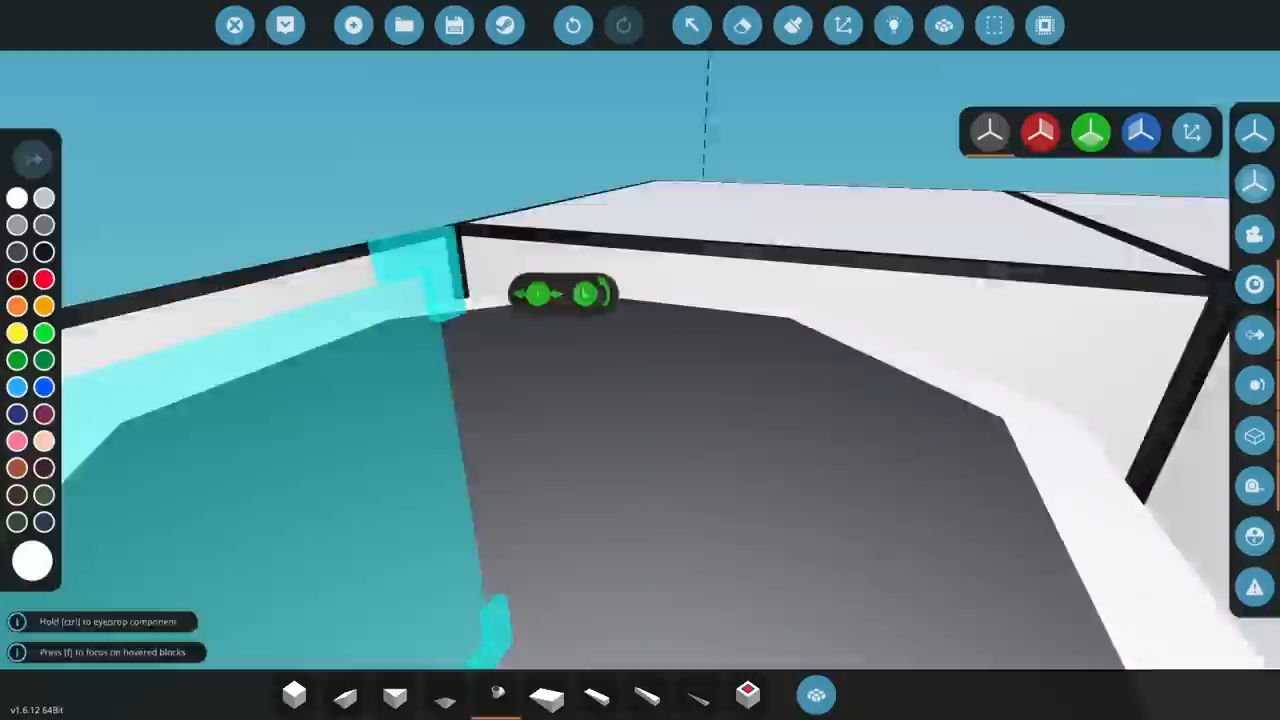 Hold [ctrl] to eyedrop component
Press [f] to focus on hovered blocks
v1.6.12 64Bit